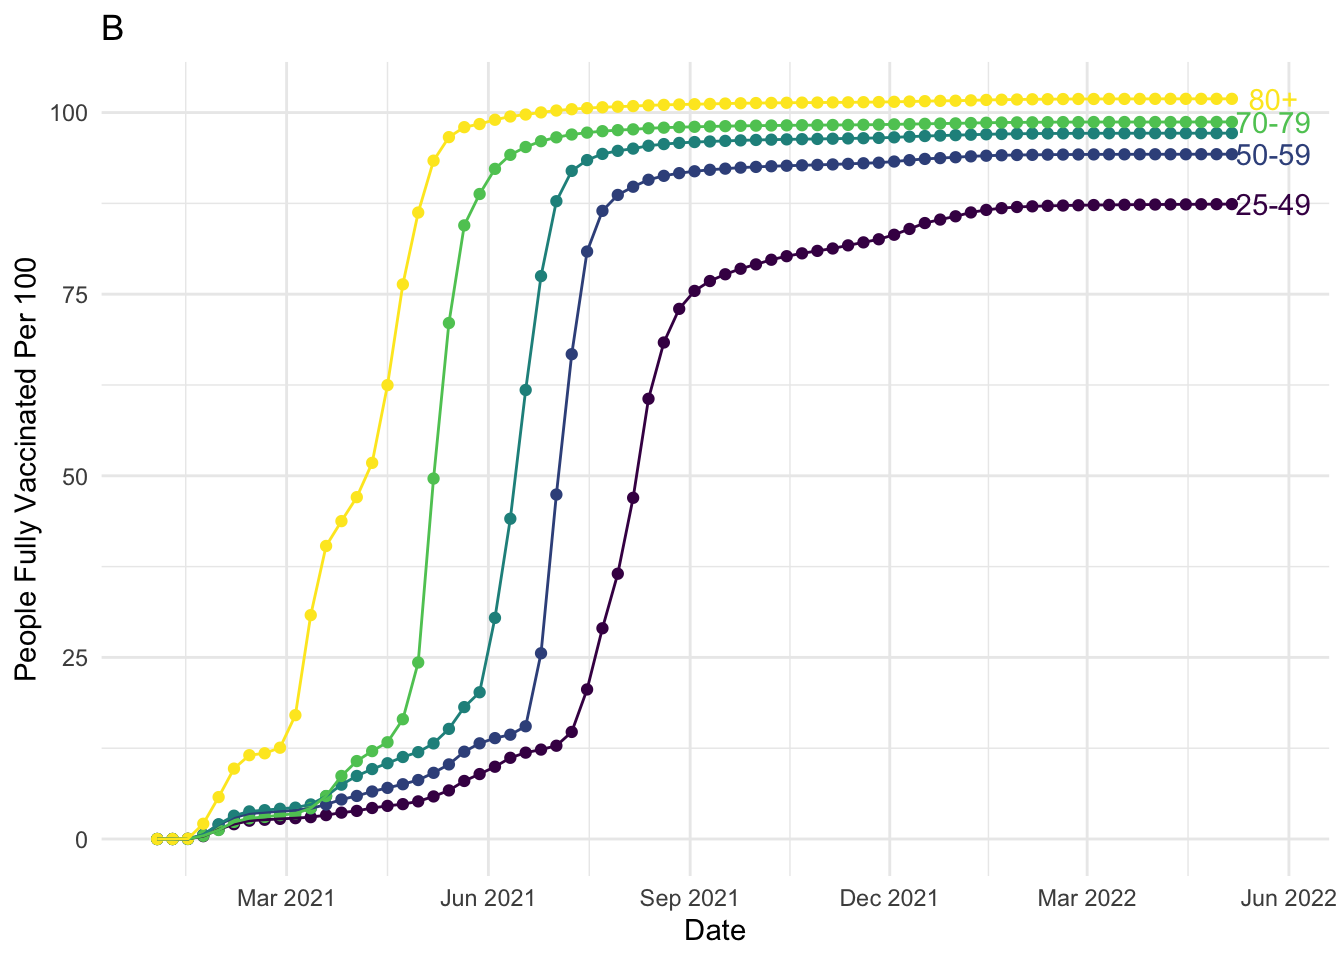 B
People Fully Vaccinated Per 100
100
75
50
25
0
80+
70-79
50-59
25-49
Mar 2021
Jun 2021
Sep 2021
Dec 2021
Mar 2022
Jun 2022
Date